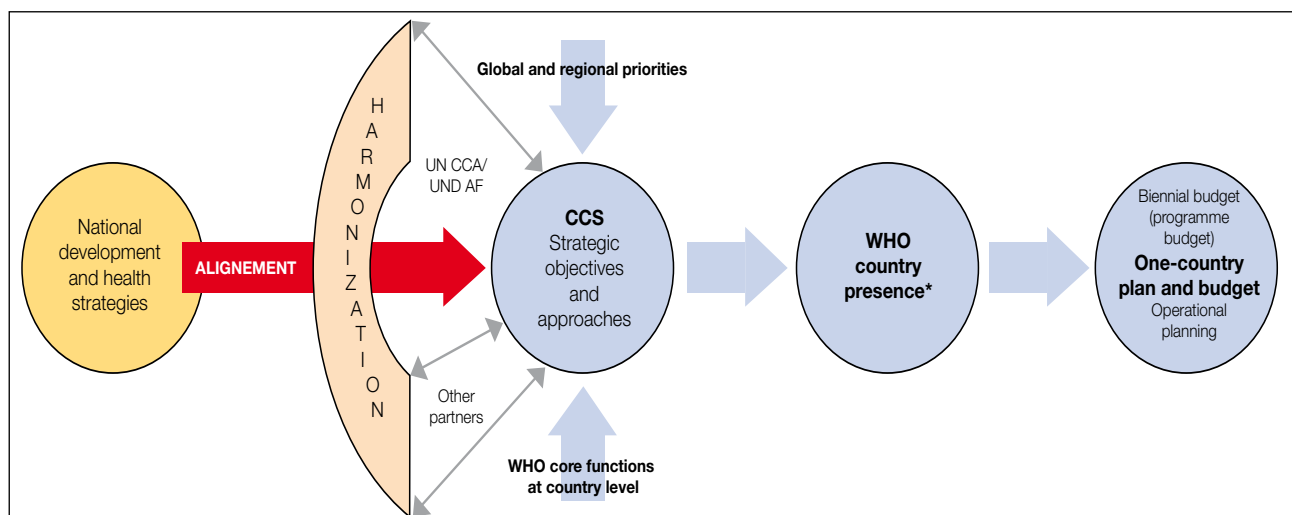 National
development
and health
strategies
ALIGNEMENT
HARMONIZATION
Global and regional priorities
UN CCA/
UND AF
CCS
Strategic
objectives
and
approaches
Other
partners
WHO core functions
at country level
WHO
country
presence*
Biennial budget
(programme
budget)
One-country
plan and budget
Operational
planning